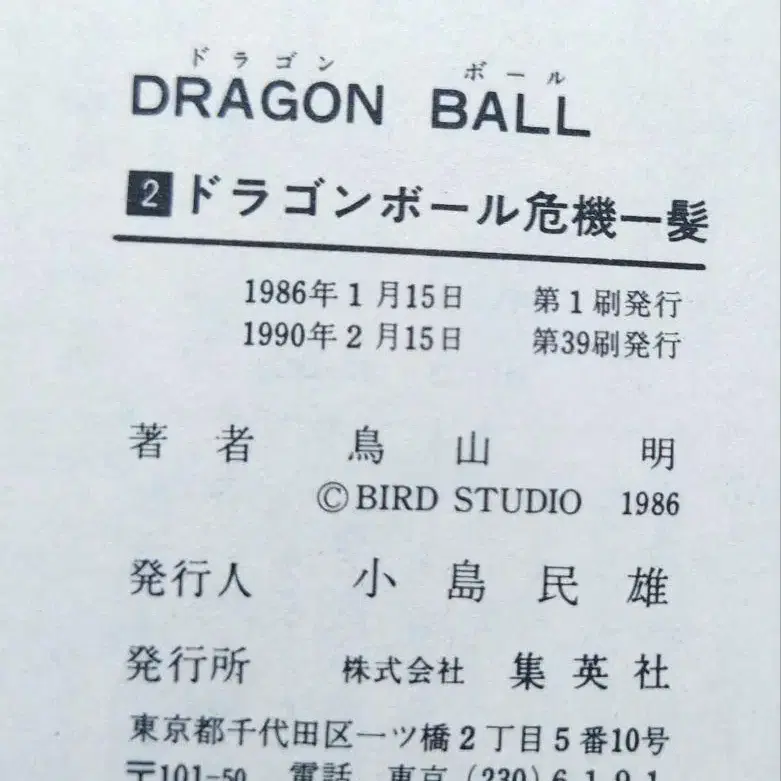 ドラゴン ボール
DRAGON BALL
2 ドラゴンボール危機一髪
1986年1月15日 第1刷発行
1990年2月15日 第39刷発行
著者 鳥山 明
©BIRD STUDIO 1986
発行人 小島民雄
発行所 株式会社 集英社
東京都千代田区一ツ橋2丁目5番10号
〒101-50 電話 東京(230)6191